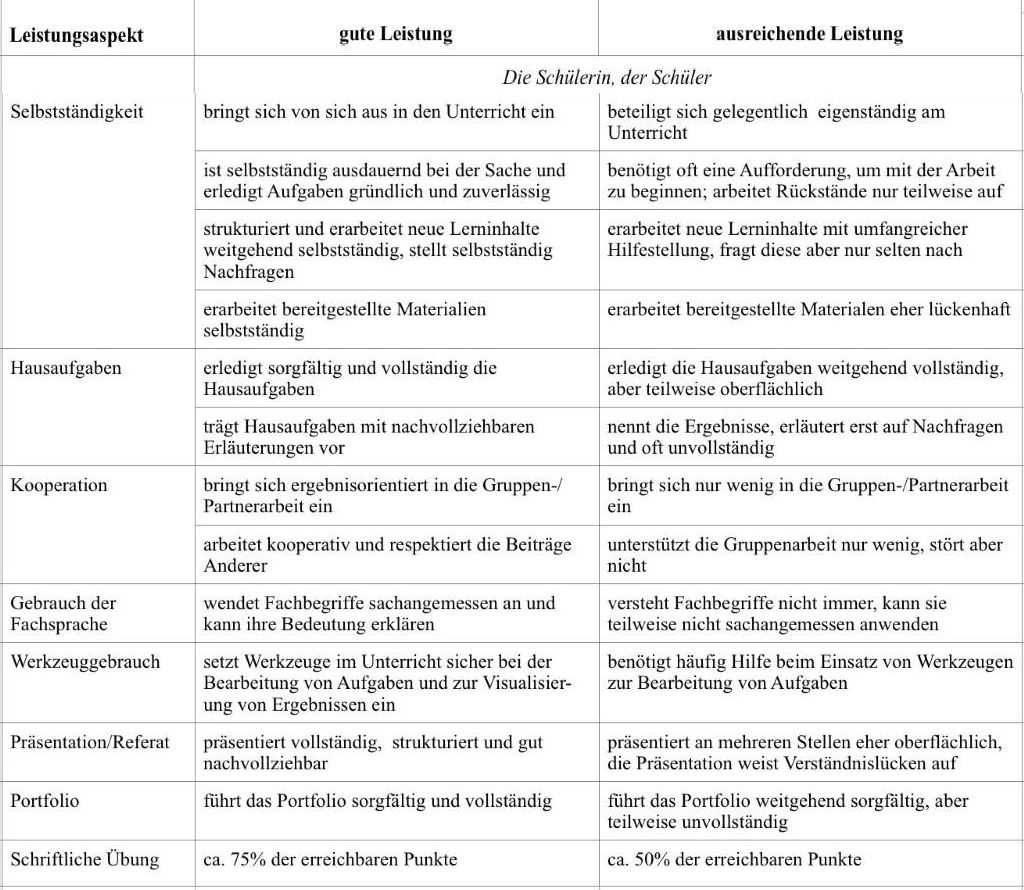 Leistungsaspekt
gute Leistung
ausreichende Leistung
Die Schülerin, der Schüler
Selbstständigkeit
bringt sich von sich aus in den Unterricht ein
beteiligt sich gelegentlich eigenständig am
Unterricht
ist selbstständig ausdauernd bei der Sache und
erledigt Aufgaben gründlich und zuverlässig
benötigt oft eine Aufforderung, um mit der Arbeit
zu beginnen; arbeitet Rückstände nur teilweise auf
strukturiert und erarbeitet neue Lerninhalte
weitgehend selbstständig, stellt selbstständig
Nachfragen
erarbeitet neue Lerninhalte mit umfangreicher
Hilfestellung, fragt diese aber nur selten nach
erarbeitet bereitgestellte Materialien
selbstständig
erarbeitet bereitgestellte Materialen eher lückenhaft
Hausaufgaben
erledigt sorgfältig und vollständig die
Hausaufgaben
erledigt die Hausaufgaben weitgehend vollständig,
aber teilweise oberflächlich
trägt Hausaufgaben mit nachvollziehbaren
Erläuterungen vor
nennt die Ergebnisse, erläutert erst auf Nachfragen
und oft unvollständig
Kooperation
bringt sich ergebnisorientiert in die Gruppen-/
Partnerarbeit ein
bringt sich nur wenig in die Gruppen-/Partnerarbeit
ein
arbeitet kooperativ und respektiert die Beiträge
Anderer
unterstützt die Gruppenarbeit nur wenig, stört aber
nicht
Gebrauch der
Fachsprache
wendet Fachbegriffe sachangemessen an und
kann ihre Bedeutung erklären
versteht Fachbegriffe nicht immer, kann sie
teilweise nicht sachangemessen anwenden
Werkzeuggebrauch
setzt Werkzeuge im Unterricht sicher bei der
Bearbeitung von Aufgaben und zur Visualisier-
ung von Ergebnissen ein
benötigt häufig Hilfe beim Einsatz von Werkzeugen
zur Bearbeitung von Aufgaben
Präsentation/Referat
präsentiert vollständig, strukturiert und gut
nachvollziehbar
präsentiert an mehreren Stellen eher oberflächlich,
die Präsentation weist Verständnislücken auf
Portfolio
führt das Portfolio sorgfältig und vollständig
führt das Portfolio weitgehend sorgfältig, aber
teilweise unvollständig
Schriftliche Übung
ca. 75% der erreichbaren Punkte
ca. 50% der erreichbaren Punkte